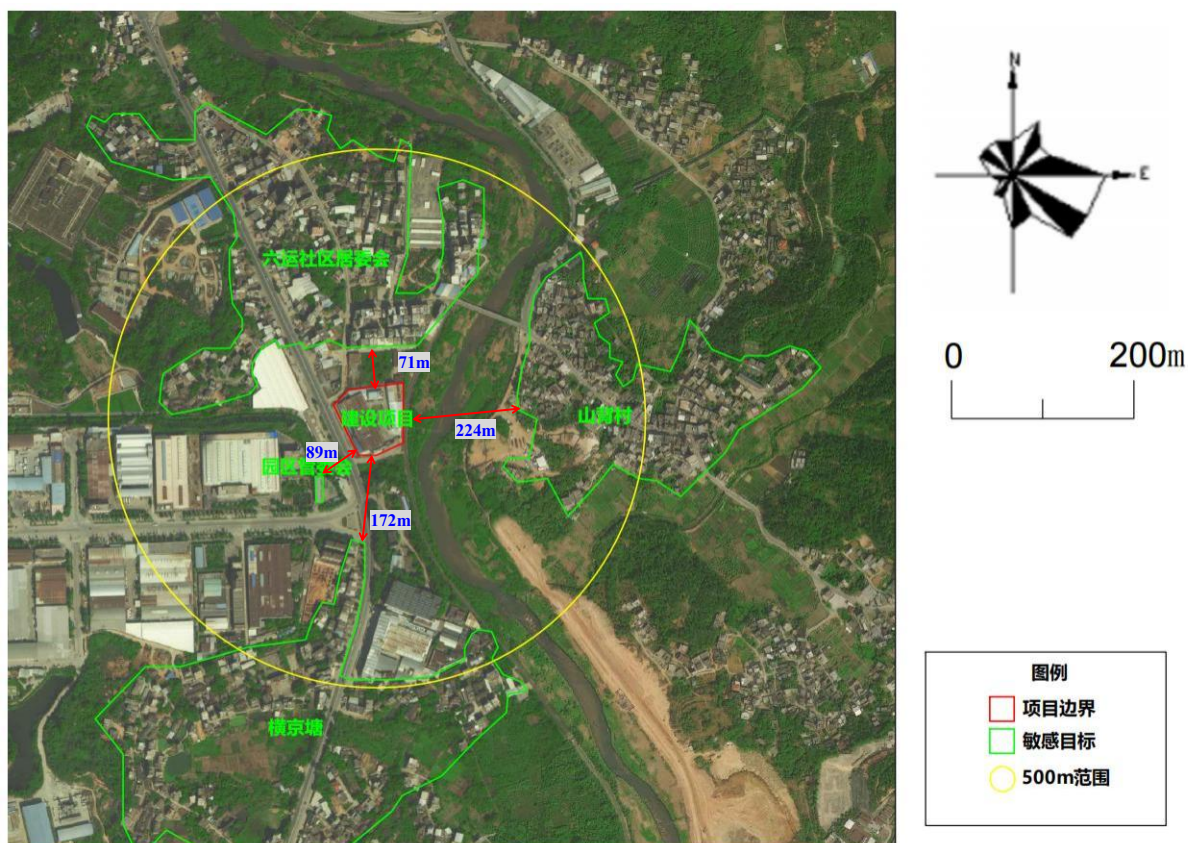 N
E
六运社区居委会
71m
0
200m
建设项目
山背村
224m
89m
园区管委会
172m
图例
项目边界
横京塘
敏感目标
500m范围